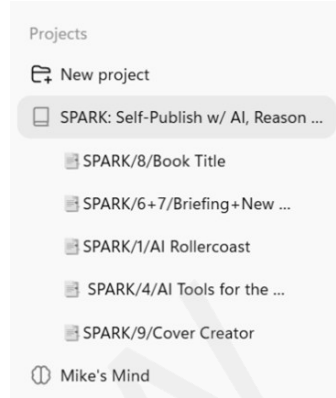 Projects
New project
SPARK: Self-Publish w/ AI, Reason ...
SPARK/8/Book Title
SPARK/6+7/Briefing+New ...
SPARK/1/AI Rollercoast
SPARK/4/AI Tools for the ...
SPARK/9/Cover Creator
Mike's Mind